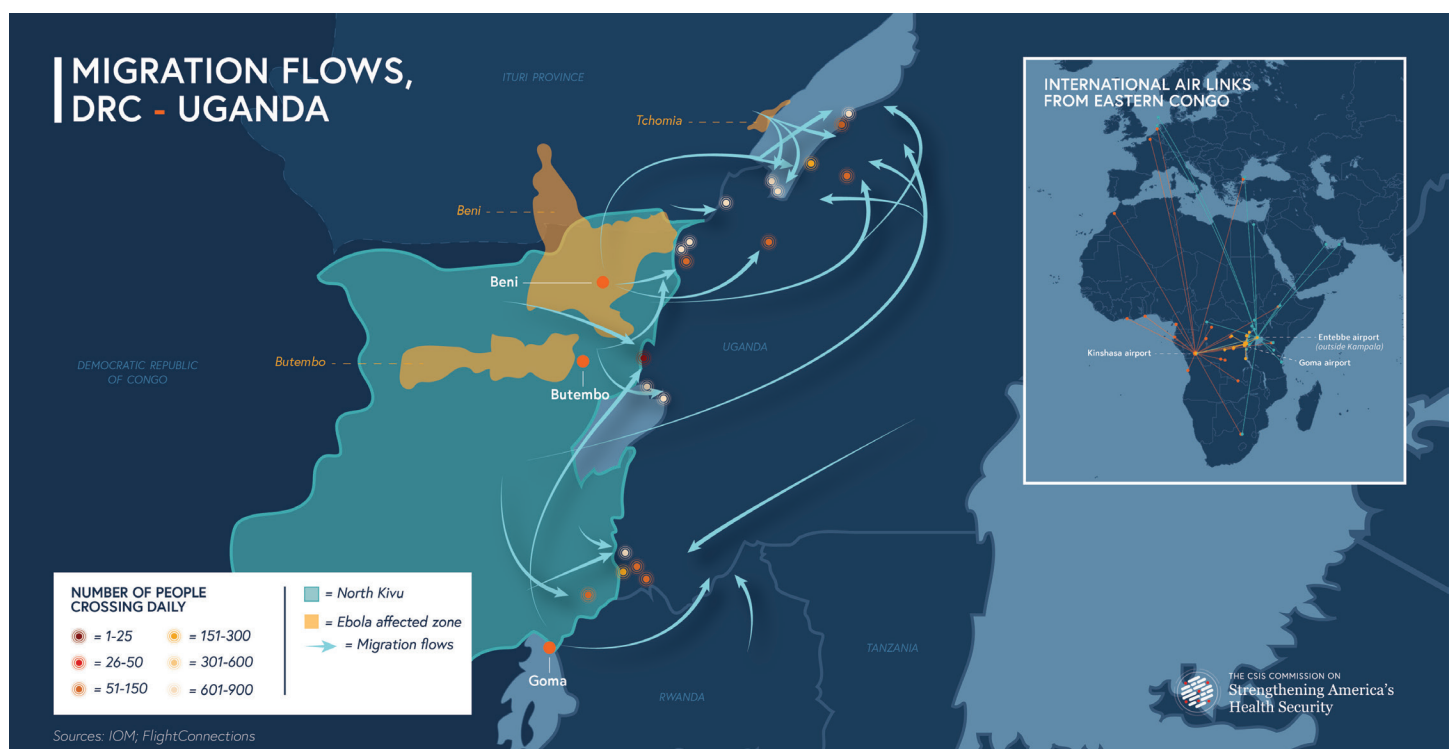 MIGRATION FLOWS,
DRC - UGANDA
ITURI PROVINCE
Tchomia
Beni
Beni
Butembo
Butembo
DEMOCRATIC REPUBLIC
OF CONGO
UGANDA
TANZANIA
RWANDA
Goma
INTERNATIONAL AIR LINKS
FROM EASTERN CONGO
Kinshasa airport
Entebbe airport
(outside Kampala)
Goma airport
NUMBER OF PEOPLE
CROSSING DAILY
= 1-25
= 26-50
= 51-150
= 151-300
= 301-600
= 601-900
= North Kivu
= Ebola affected zone
= Migration flows
Sources: IOM; FlightConnections
THE CSIS COMMISSION ON
Strengthening America's
Health Security